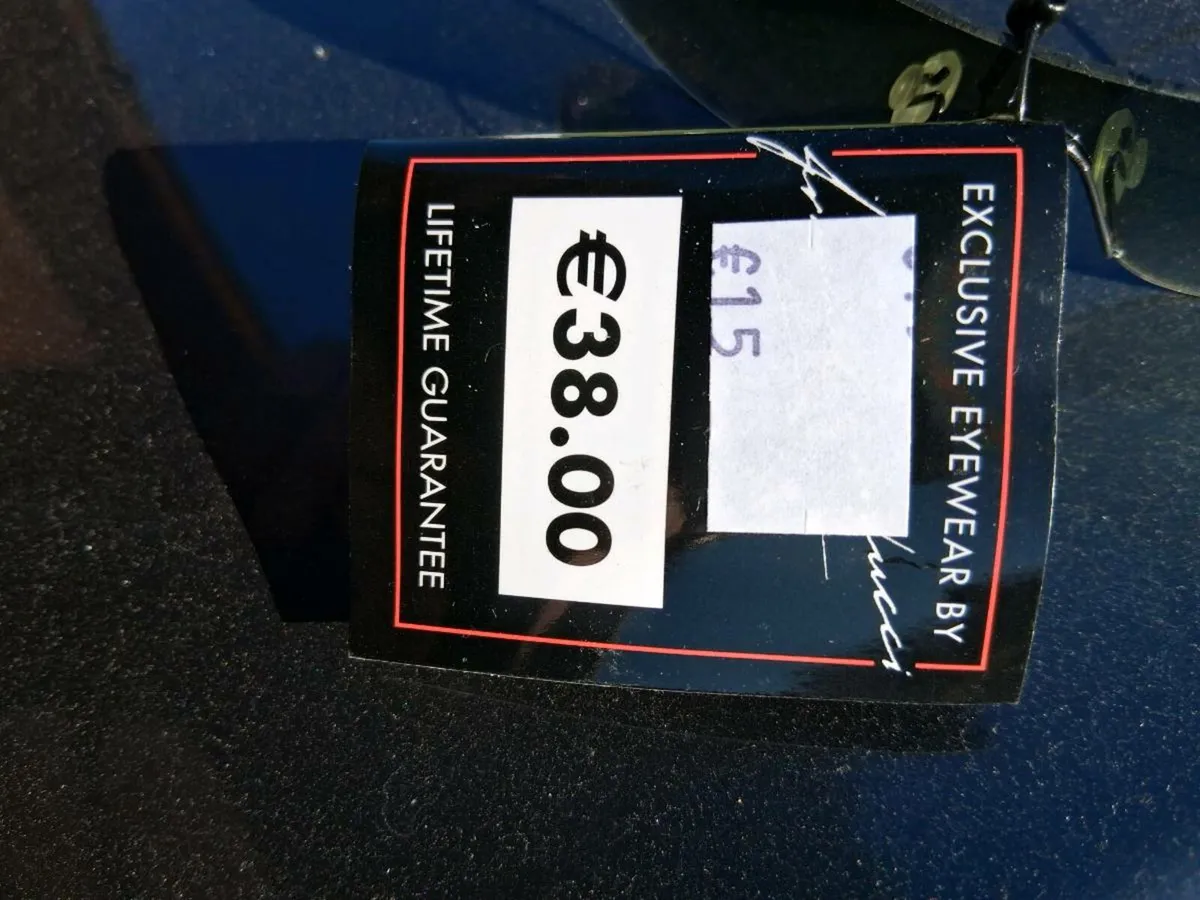 EXCLUSIVE EYEWEAR BY
€15
€38.00
LIFETIME GUARANTEE